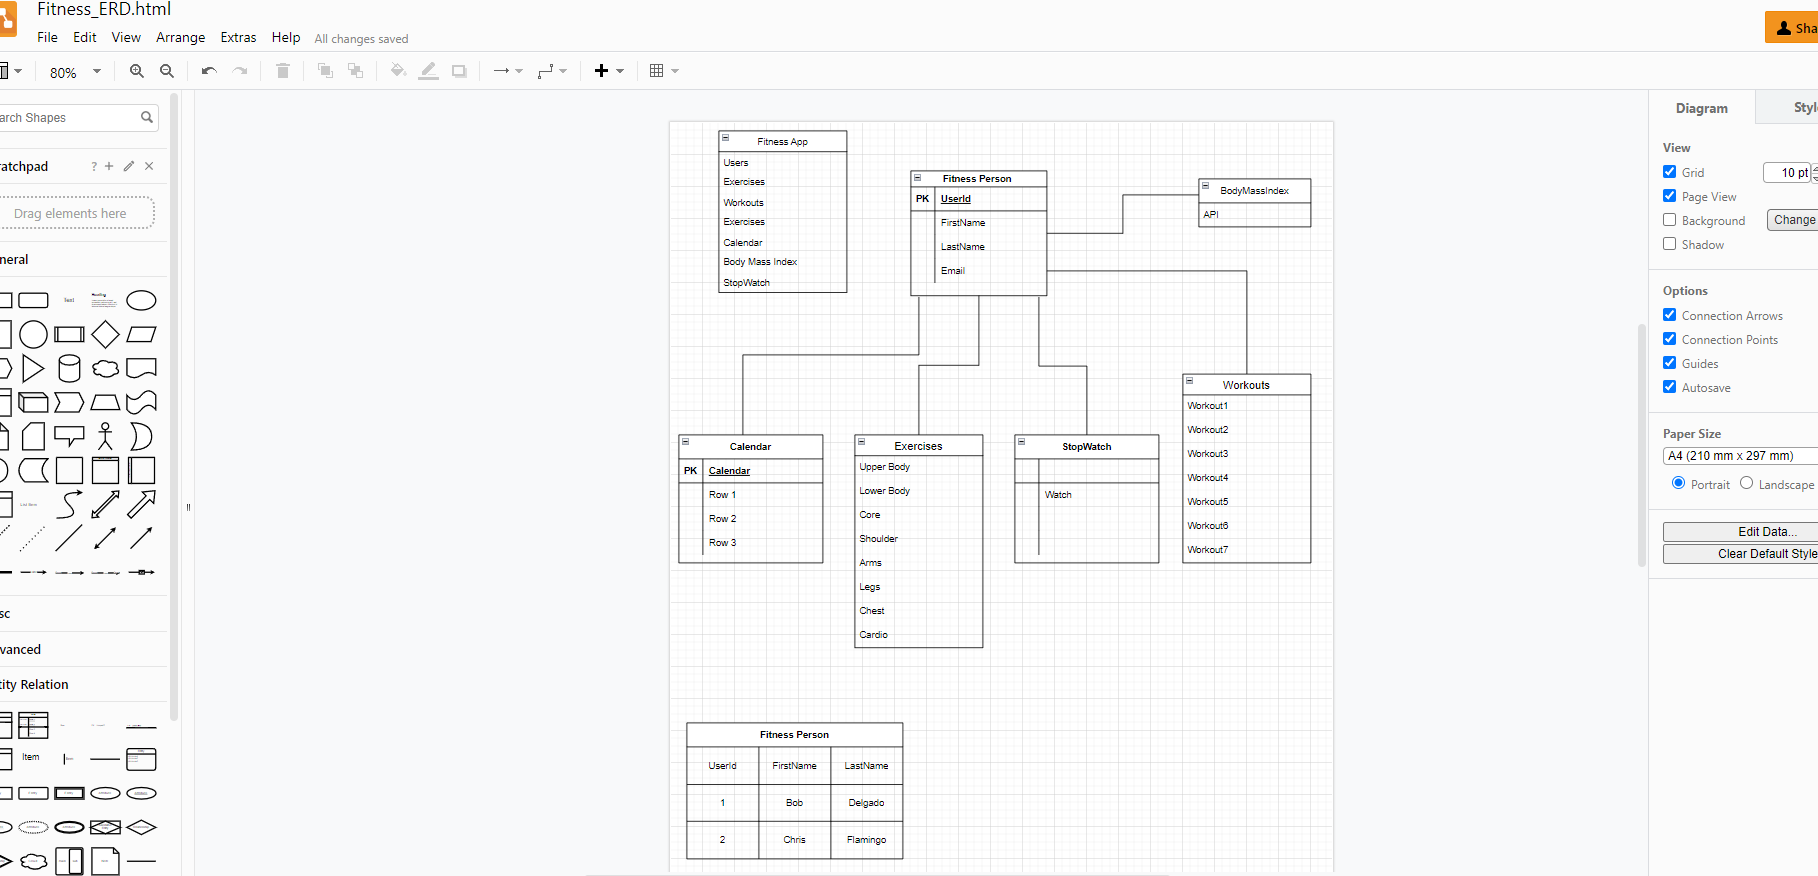 Fitness_ERD.html
File Edit View Arrange Extras Help All changes saved
Sha
80%
arch Shapes
ratchpad
?
Drag elements here
neral
Text
Heading
List Item
sc
vanced
tity Relation
Item
Fitness App
Users
Exercises
Workouts
Exercises
Calendar
Body Mass Index
StopWatch
Fitness Person
PK UserId
FirstName
LastName
Email
BodyMassIndex
API
Calendar
PK Calendar
Row 1
Row 2
Row 3
Exercises
Upper Body
Lower Body
Core
Shoulder
Arms
Legs
Chest
Cardio
StopWatch
Watch
Workouts
Workout1
Workout2
Workout3
Workout4
Workout5
Workout6
Workout7
Fitness Person
UserId FirstName LastName
1 Bob Delgado
2 Chris Flamingo
Diagram Styl
View
Grid 10 pt
Page View
Background Change
Shadow
Options
Connection Arrows
Connection Points
Guides
Autosave
Paper Size
A4 (210 mm x 297 mm)
Portrait Landscape
Edit Data...
Clear Default Style